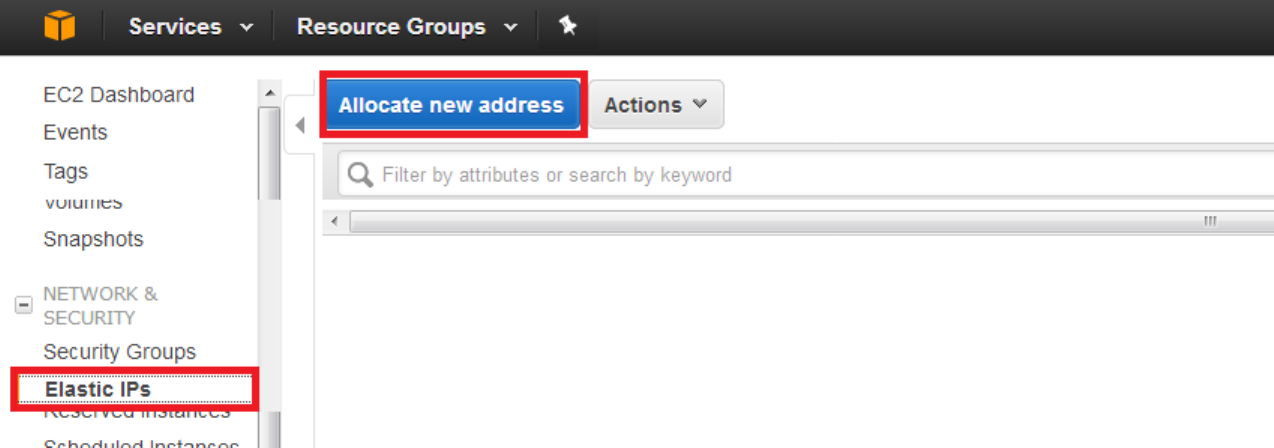 Services
Resource Groups
EC2 Dashboard
Events
Tags
Volumes
Snapshots
NETWORK &
SECURITY
Security Groups
Elastic IPs
Reserved Instances
Scheduled Instances
Allocate new address
Actions
Filter by attributes or search by keyword